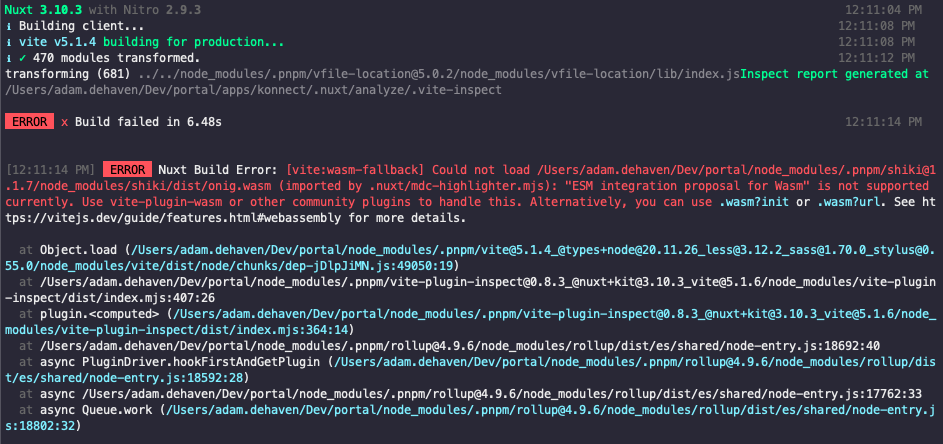 Nuxt 3.10.3 with Nitro 2.9.3 12:11:04 PM
ℹ Building client... 12:11:08 PM
ℹ vite v5.1.4 building for production... 12:11:08 PM
ℹ ✓ 470 modules transformed. 12:11:12 PM
transforming (681) ../../node_modules/.pnpm/vfile-location@5.0.2/node_modules/vfile-location/lib/index.jsInspect report generated at
/Users/adam.dehaven/Dev/portal/apps/konnect/.nuxt/analyze/.vite-inspect
ERROR x Build failed in 6.48s 12:11:14 PM
[12:11:14 PM] ERROR Nuxt Build Error: [vite:wasm-fallback] Could not load /Users/adam.dehaven/Dev/portal/node_modules/.pnpm/shiki@1
.1.7/node_modules/shiki/dist/onig.wasm (imported by .nuxt/mdc-highlighter.mjs): "ESM integration proposal for Wasm" is not supported
currently. Use vite-plugin-wasm or other community plugins to handle this. Alternatively, you can use .wasm?init or .wasm?url. See ht
tps://vitejs.dev/guide/features.html#webassembly for more details.
at Object.load (/Users/adam.dehaven/Dev/portal/node_modules/.pnpm/vite@5.1.4_@types+node@20.11.26_less@3.12.2_sass@1.70.0_stylus@0.
55.0/node_modules/vite/dist/node/chunks/dep-jDlpJiMN.js:49050:19)
at /Users/adam.dehaven/Dev/portal/node_modules/.pnpm/vite-plugin-inspect@0.8.3_@nuxt+kit@3.10.3_vite@5.1.6/node_modules/vite-plugin
-inspect/dist/index.mjs:407:26
at plugin.<computed> (/Users/adam.dehaven/Dev/portal/node_modules/.pnpm/vite-plugin-inspect@0.8.3_@nuxt+kit@3.10.3_vite@5.1.6/node_
modules/vite-plugin-inspect/dist/index.mjs:364:14)
at /Users/adam.dehaven/Dev/portal/node_modules/.pnpm/rollup@4.9.6/node_modules/rollup/dist/es/shared/node-entry.js:18692:40
at async PluginDriver.hookFirstAndGetPlugin (/Users/adam.dehaven/Dev/portal/node_modules/.pnpm/rollup@4.9.6/node_modules/rollup/dis
t/es/shared/node-entry.js:18592:28)
at async /Users/adam.dehaven/Dev/portal/node_modules/.pnpm/rollup@4.9.6/node_modules/rollup/dist/es/shared/node-entry.js:17762:33
at async Queue.work (/Users/adam.dehaven/Dev/portal/node_modules/.pnpm/rollup@4.9.6/node_modules/rollup/dist/es/shared/node-entry.j
s:18802:32)